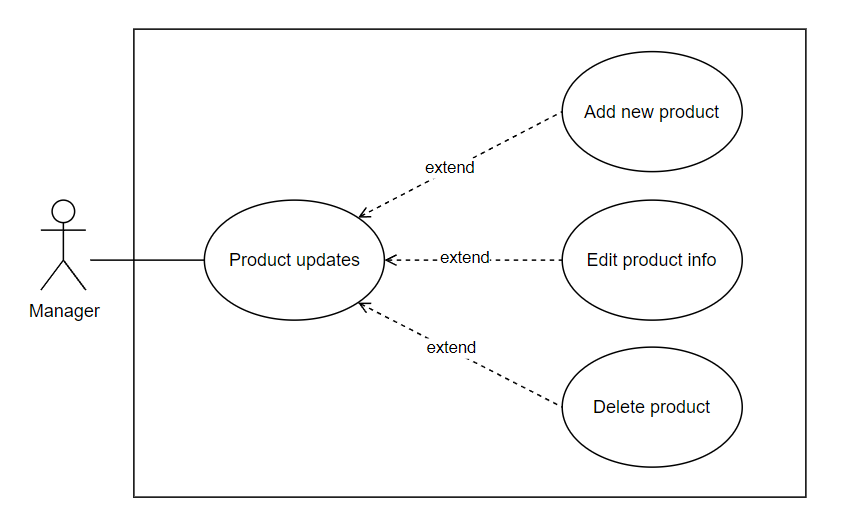 Add new product
extend
Product updates
extend
Edit product info
Manager
extend
Delete product